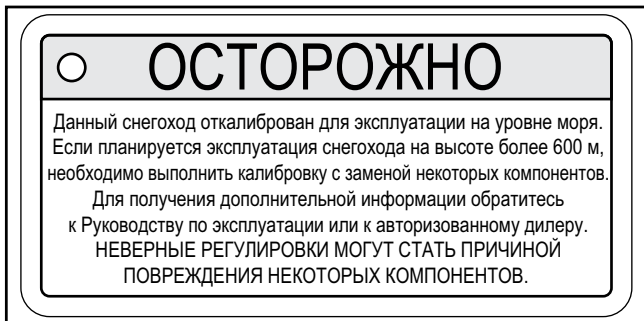 ОСТОРОЖНО
Данный снегоход откалиброван для эксплуатации на уровне моря.
Если планируется эксплуатация снегохода на высоте более 600 м,
необходимо выполнить калибровку с заменой некоторых компонентов.
Для получения дополнительной информации обратитесь
к Руководству по эксплуатации или к авторизованному дилеру.
НЕВЕРНЫЕ РЕГУЛИРОВКИ МОГУТ СТАТЬ ПРИЧИНОЙ
ПОВРЕЖДЕНИЯ НЕКОТОРЫХ КОМПОНЕНТОВ.